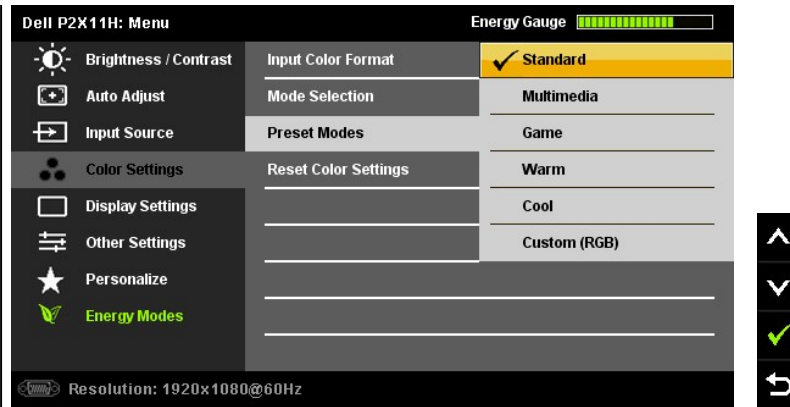 Dell P2X11H: Menu
Energy Gauge
Brightness / Contrast
Auto Adjust
Input Source
Color Settings
Display Settings
Other Settings
Personalize
Energy Modes
Input Color Format
Mode Selection
Preset Modes
Reset Color Settings
Standard
Multimedia
Game
Warm
Cool
Custom (RGB)
Resolution: 1920x1080@60Hz